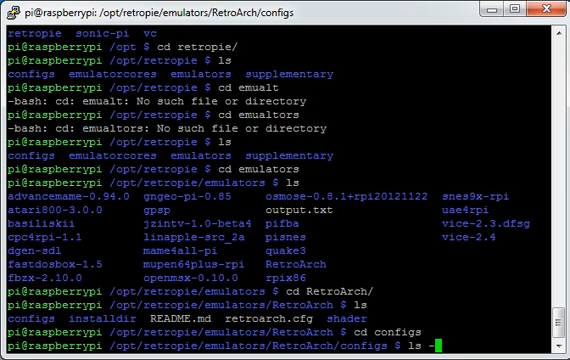 pi@raspberrypi: /opt/retropie/emulators/RetroArch/configs
retropie  sonic-pi  vc
pi@raspberrypi /opt $ cd retropie/
pi@raspberrypi /opt/retropie $ ls
configs  emulatorcores  emulators  supplementary
pi@raspberrypi /opt/retropie $ cd emualt
-bash: cd: emualt: No such file or directory
pi@raspberrypi /opt/retropie $ cd emualtors
-bash: cd: emualtors: No such file or directory
pi@raspberrypi /opt/retropie $ ls
configs  emulatorcores  emulators  supplementary
pi@raspberrypi /opt/retropie $ cd emulators
pi@raspberrypi /opt/retropie/emulators $ ls
advancemame-0.94.0  gngeo-pi-0.85  osmose-0.8.1+rpi20121122  snes9x-rpi
atari800-3.0.0  gpsp  output.txt  uae4rpi
basiliskii  jzintv-1.0-beta4  pifba  vice-2.3.dfsg
cpc4rpi-1.1  linapple-src_2a  pisnes  vice-2.4
dgen-sdl  mame4all-pi  quake3
fastdosbox-1.5  mupen64plus-rpi  RetroArch
fbzx-2.10.0  openmsx-0.10.0  rpix86
pi@raspberrypi /opt/retropie/emulators $ cd RetroArch/
pi@raspberrypi /opt/retropie/emulators/RetroArch $ ls
configs  installdir  README.md  retroarch.cfg  shader
pi@raspberrypi /opt/retropie/emulators/RetroArch $ cd configs
pi@raspberrypi /opt/retropie/emulators/RetroArch/configs $ ls -